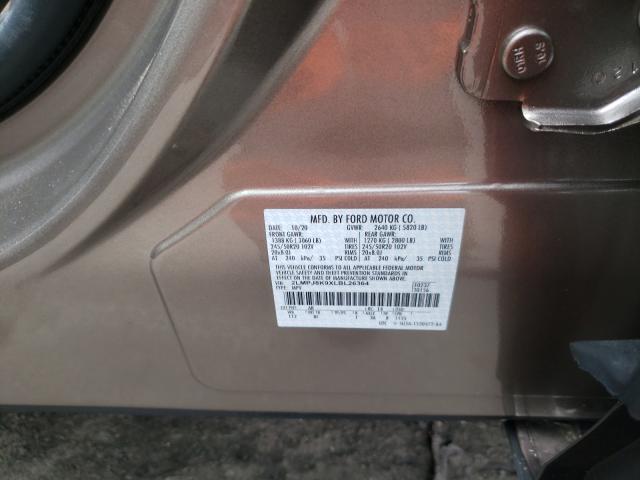 MFD. BY FORD MOTOR CO.
10/20 GVWR: 2640 KG ( 5820 LB)
FRONT GAWR: REAR GAWR:
1388 KG ( 3060 LB) WITH 1270 KG ( 2800 LB) WITH
245/50R20 102V TIRES 245/50R20 102V TIRES
20x8.0J RIMS 20x8.0J RIMS
AT 240 kPa/ 35 PSI COLD AT 240 kPa/ 35 PSI COLD
THIS VEHICLE CONFORMS TO ALL APPLICABLE FEDERAL MOTOR
VEHICLE SAFETY AND THEFT PREVENTION STANDARDS IN
EFFECT ON THE DATE OF MANUFACTURE SHOWN ABOVE.
VIN: 2LMPJ8K9XLBL26364
TYPE: MPV